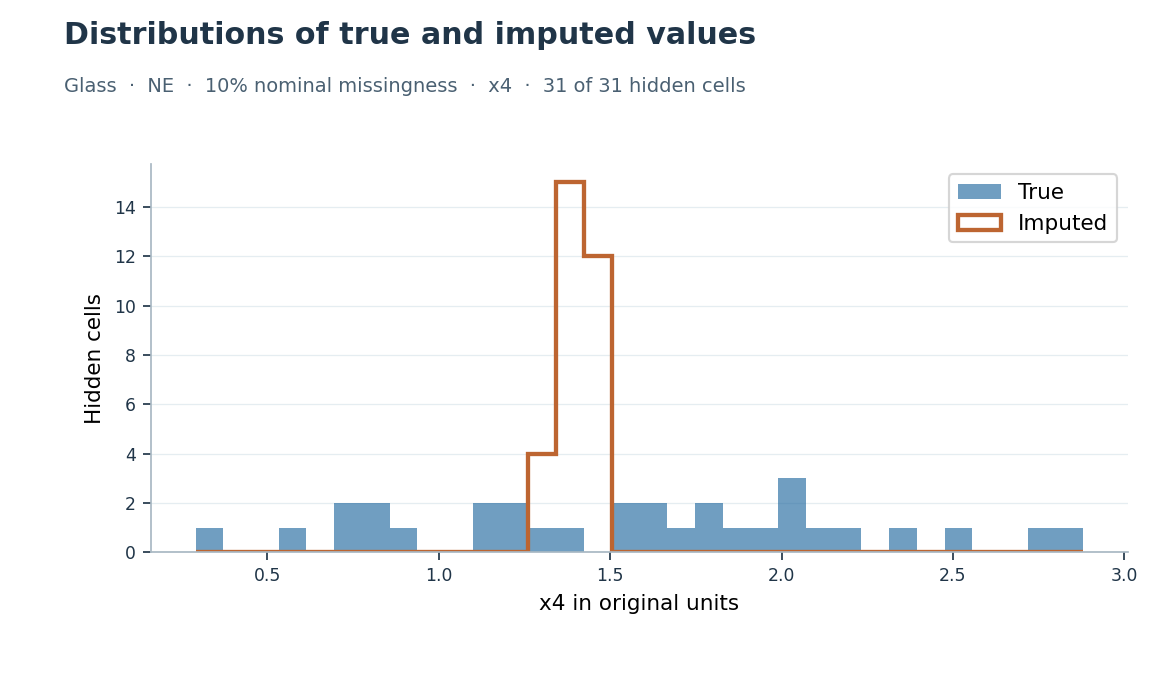 Distributions of true and imputed values
Glass · NE · 10% nominal missingness · x4 · 31 of 31 hidden cells
True
Imputed
Hidden cells
14
12
10
8
6
4
2
0
0.5
1.0
1.5
2.0
2.5
3.0
x4 in original units